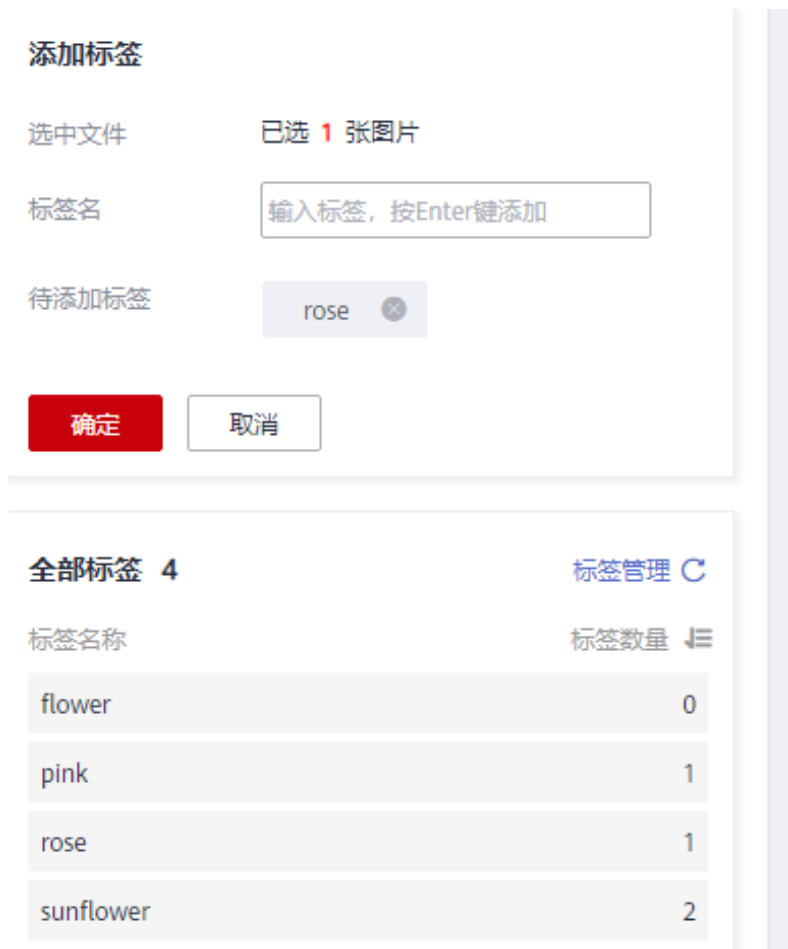 添加标签
选中文件 已选 1 张图片
标签名 输入标签，按Enter键添加
待添加标签 rose
确定 取消
全部标签 4 标签管理
标签名称 标签数量
flower 0
pink 1
rose 1
sunflower 2